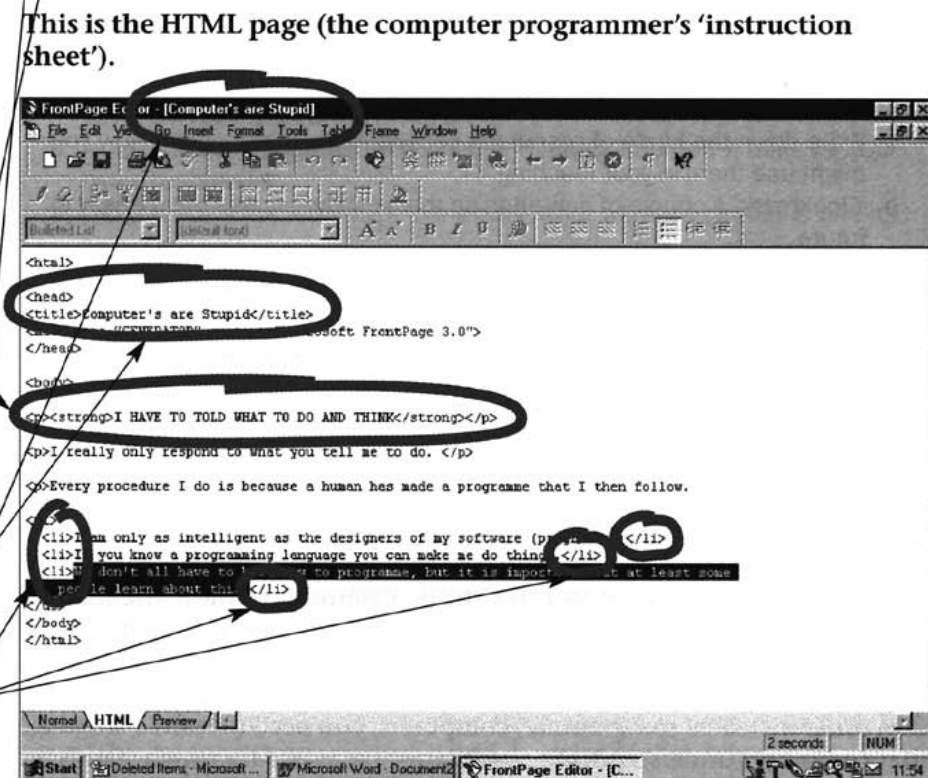 This is the HTML page (the computer programmer's 'instruction
sheet').
FrontPage Editor - [Computer's are Stupid]
File Edit View Go Insert Format Tools Table Frame Window Help
Bulleted List (default font)
<html>
<head>
<title>Computer's are Stupid</title>
FrontPage 3.0">
</head>
<body>
<p><strong>I HAVE TO TOLD WHAT TO DO AND THINK</strong></p>
<p>I really only respond to what you tell me to do. </p>
<p>Every procedure I do is because a human has made a programme that I then follow.
<li>I am only as intelligent as the designers of my software </li>
<li>If you know a programming language you can make me do </li>
<li> don't all have to to programme, but it is at least some
people learn about </li>
</body>
</html>
Normal HTML Preview
2 seconds NUM
Start Deleted Items - Microsoft ... Microsoft Word - Document2 FrontPage Editor - [C... 11:54